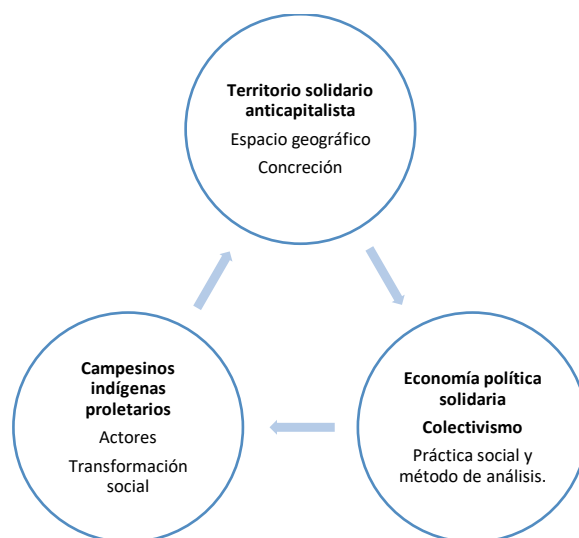 Territorio solidario
anticapitalista
Espacio geográfico
Concreción
Campesinos
indígenas
proletarios
Actores
Transformación
social
Economía política
solidaria
Colectivismo
Práctica social y
método de análisis.